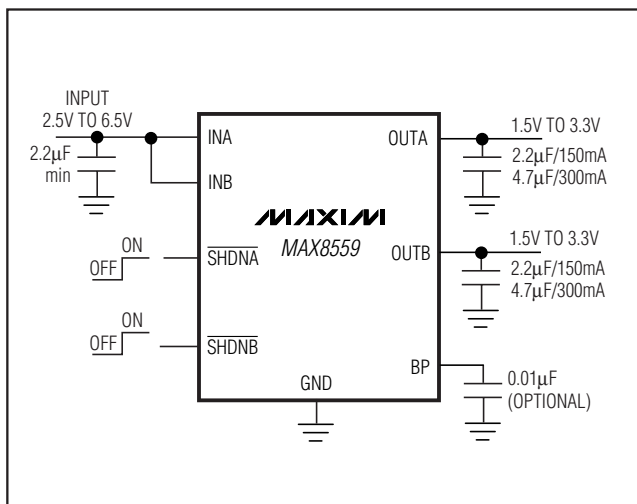 INPUT
2.5V TO 6.5V
2.2µF
min
INA
INB
ON
OFF
SHDNA
ON
OFF
SHDNB
MAXIM
MAX8559
GND
OUTA
1.5V TO 3.3V
2.2µF/150mA
4.7µF/300mA
OUTB
1.5V TO 3.3V
2.2µF/150mA
4.7µF/300mA
BP
0.01µF
(OPTIONAL)